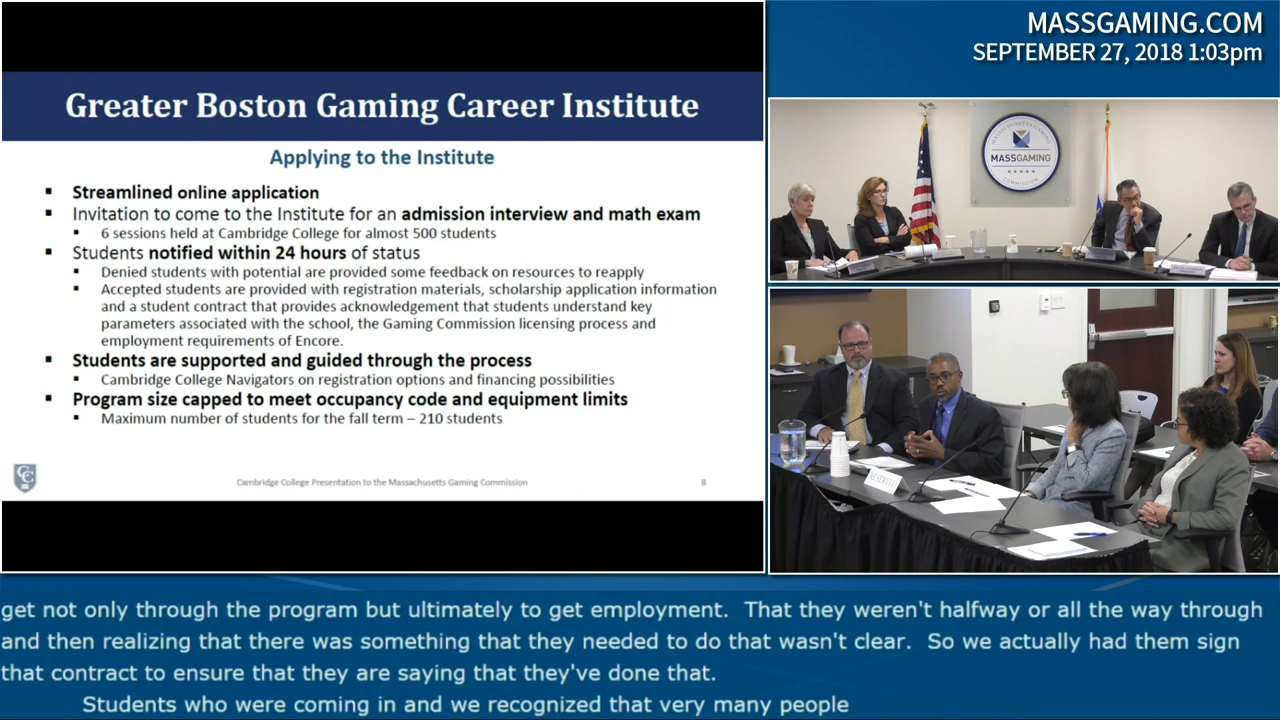 MASSGAMING.COM
SEPTEMBER 27, 2018 1:03pm
Greater Boston Gaming Career Institute
Applying to the Institute
▪ Streamlined online application
▪ Invitation to come to the Institute for an admission interview and math exam
▪ 6 sessions held at Cambridge College for almost 500 students
▪ Students notified within 24 hours of status
▪ Denied students with potential are provided some feedback on resources to reapply
▪ Accepted students are provided with registration materials, scholarship application information
and a student contract that provides acknowledgement that students understand key
parameters associated with the school, the Gaming Commission licensing process and
employment requirements of Encore.
▪ Students are supported and guided through the process
▪ Cambridge College Navigators on registration options and financing possibilities
▪ Program size capped to meet occupancy code and equipment limits
▪ Maximum number of students for the fall term – 210 students
Cambridge College Presentation to the Massachusetts Gaming Commission
8
MASSACHUSETTS GAMING
MASSGAMING
COMMISSION
RESERVED
get not only through the program but ultimately to get employment. That they weren't halfway or all the way through
and then realizing that there was something that they needed to do that wasn't clear. So we actually had them sign
that contract to ensure that they are saying that they've done that.
Students who were coming in and we recognized that very many people